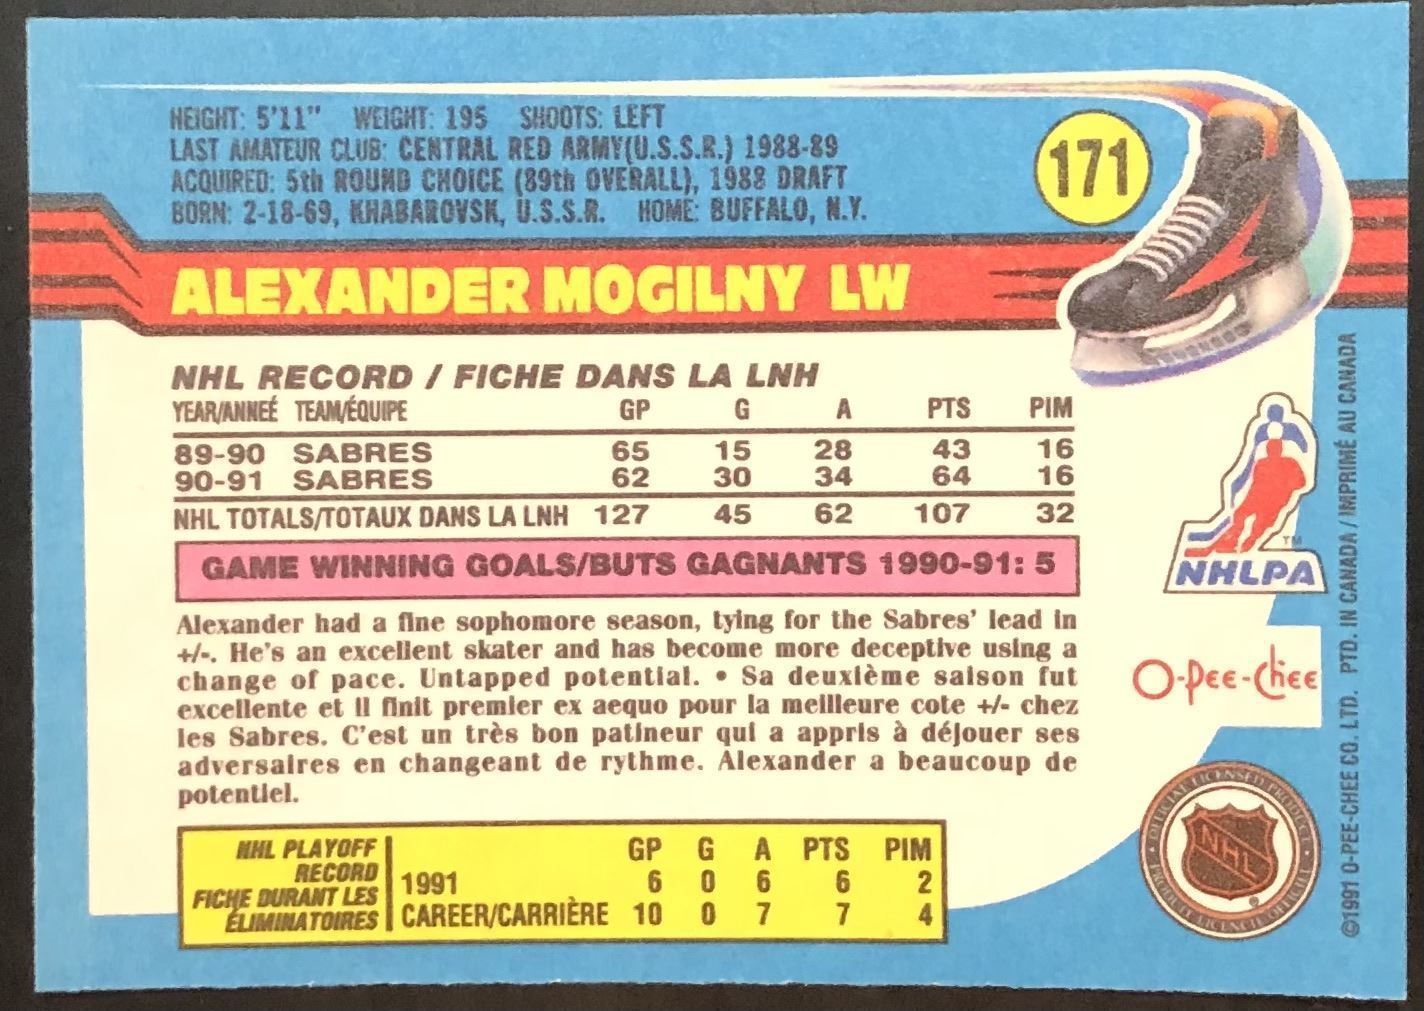 HEIGHT: 5'11" WEIGHT: 195 SHOOTS: LEFT
LAST AMATEUR CLUB: CENTRAL RED ARMY(U.S.S.R.) 1988-89
ACQUIRED: 5th ROUND CHOICE (89th OVERALL), 1988 DRAFT
BORN: 2-18-69, KHABAROVSK, U.S.S.R. HOME: BUFFALO, N.Y.
171
ALEXANDER MOGILNY LW
NHL RECORD / FICHE DANS LA LNH
YEAR/ANNEÉ TEAM/ÉQUIPE GP G A PTS PIM
89-90 SABRES 65 15 28 43 16
90-91 SABRES 62 30 34 64 16
NHL TOTALS/TOTAUX DANS LA LNH 127 45 62 107 32
GAME WINNING GOALS/BUTS GAGNANTS 1990-91: 5
Alexander had a fine sophomore season, tying for the Sabres' lead in
+/-. He's an excellent skater and has become more deceptive using a
change of pace. Untapped potential. • Sa deuxième saison fut
excellente et il finit premier ex aequo pour la meilleure cote +/- chez
les Sabres. C'est un très bon patineur qui a appris à déjouer ses
adversaires en changeant de rythme. Alexander a beaucoup de
potentiel.
NHL PLAYOFF
RECORD
FICHE DURANT LES
ÉLIMINATOIRES
GP G A PTS PIM
1991 6 0 6 6 2
CAREER/CARRIÈRE 10 0 7 7 4
TM
NHLPA
O-PEE-CHEE
OFFICIAL LICENSED PRODUCT
NHL
®
PRODUIT LICENCIÉ OFFICIEL
©1991 O-PEE-CHEE CO. LTD. PTD. IN CANADA / IMPRIMÉ AU CANADA